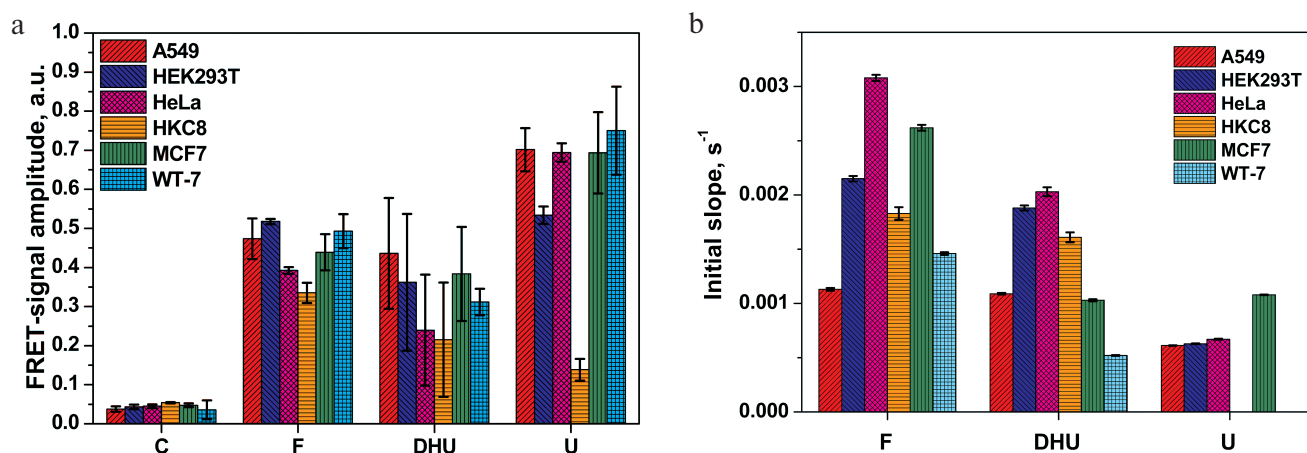 a
FRET-signal amplitude, a.u.
1.0
0.9
0.8
0.7
0.6
0.5
0.4
0.3
0.2
0.1
0.0
A549
HEK293T
HeLa
HKC8
MCF7
WT-7
C F DHU U
b
Initial slope, s⁻¹
0.003
0.002
0.001
0.000
A549
HEK293T
HeLa
HKC8
MCF7
WT-7
F DHU U